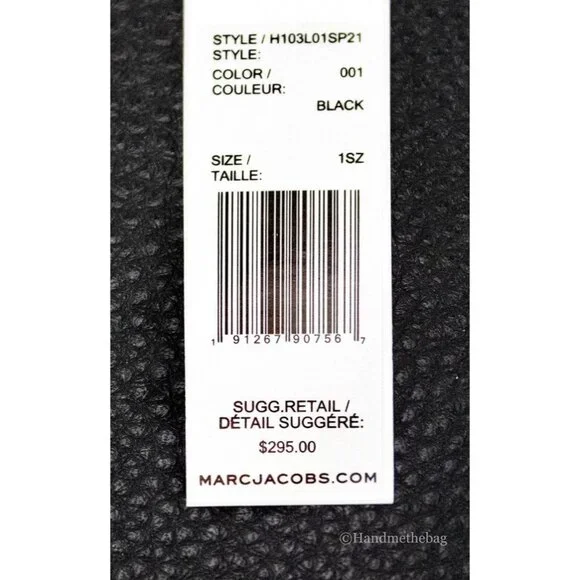 STYLE / H103L01SP21
STYLE:
COLOR / 001
COULEUR:
BLACK
SIZE / 1SZ
TAILLE:
1 91267 90756 7
SUGG.RETAIL /
DÉTAIL SUGGÉRÉ:
$295.00
MARCJACOBS.COM
©Handmethebag